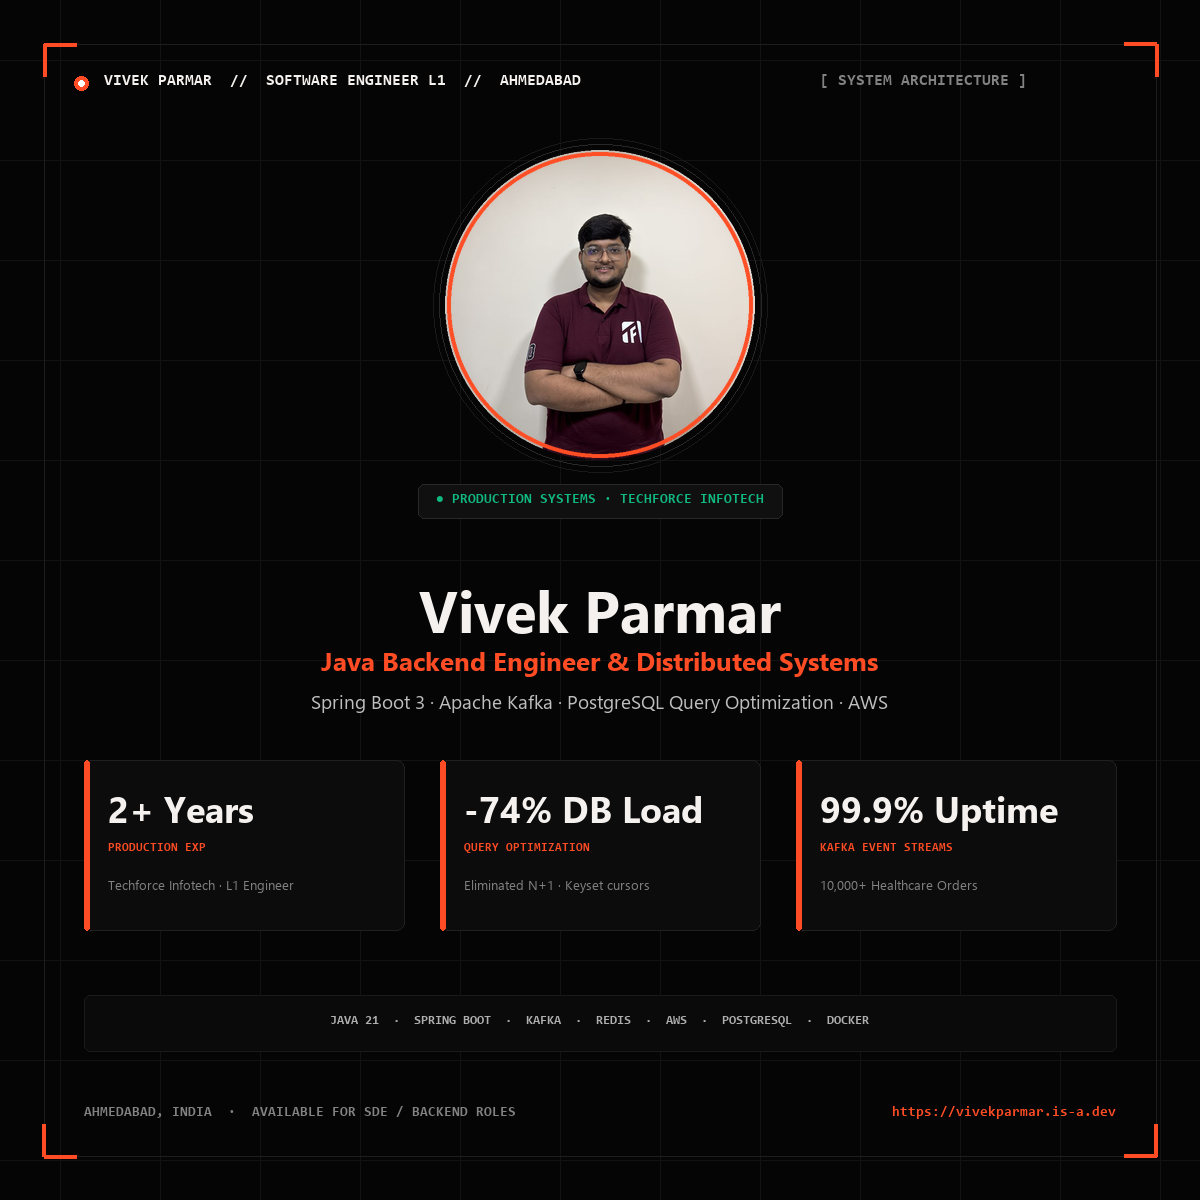 VIVEK PARMAR // SOFTWARE ENGINEER L1 // AHMEDABAD
[ SYSTEM ARCHITECTURE ]
● PRODUCTION SYSTEMS · TECHFORCE INFOTECH
Vivek Parmar
Java Backend Engineer & Distributed Systems
Spring Boot 3 · Apache Kafka · PostgreSQL Query Optimization · AWS
2+ Years
PRODUCTION EXP
Techforce Infotech · L1 Engineer
-74% DB Load
QUERY OPTIMIZATION
Eliminated N+1 · Keyset cursors
99.9% Uptime
KAFKA EVENT STREAMS
10,000+ Healthcare Orders
JAVA 21 · SPRING BOOT · KAFKA · REDIS · AWS · POSTGRESQL · DOCKER
AHMEDABAD, INDIA · AVAILABLE FOR SDE / BACKEND ROLES
https://vivekparmar.is-a.dev